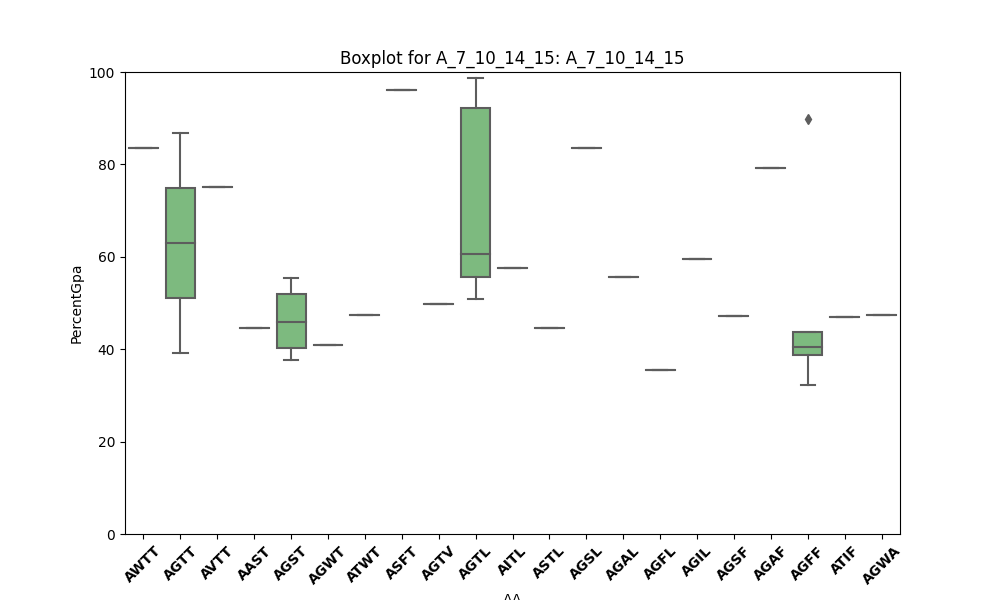 Boxplot for A_7_10_14_15: A_7_10_14_15
100
80
60
40
20
0
PercentGpa
AWTT AGTT AVTT AAST AGST AGWT ATWT ASFT AGTV AGTL AITL ASTL AGSL AGAL AGFL AGIL AGSF AGAF AGFF ATIF AGWA
AA